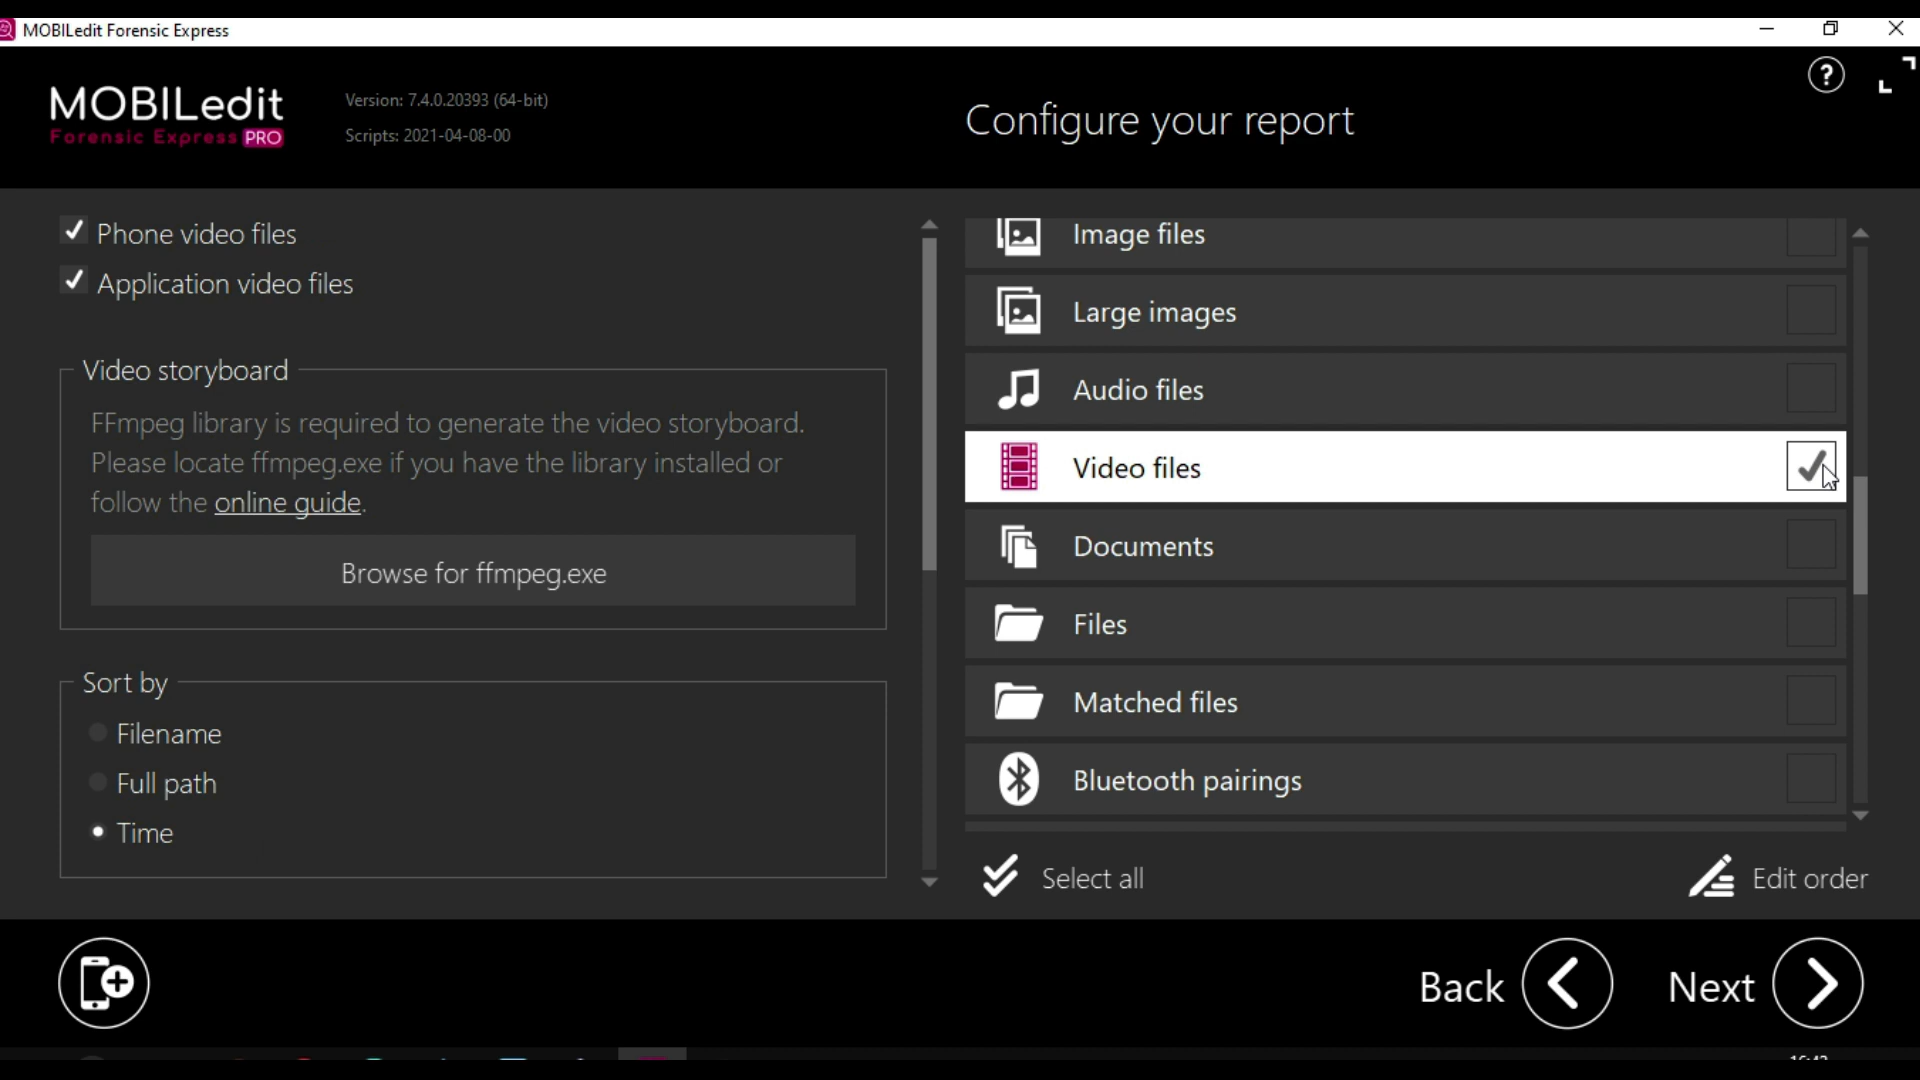 MOBILedit Forensic Express
MOBILedit
Forensic Express PRO
Version: 7.4.0.20393 (64-bit)
Scripts: 2021-04-08-00
Configure your report
?
Phone video files
Application video files
Video storyboard
FFmpeg library is required to generate the video storyboard.
Please locate ffmpeg.exe if you have the library installed or
follow the online guide.
Browse for ffmpeg.exe
Sort by
Filename
Full path
Time
Image files
Large images
Audio files
Video files
Documents
Files
Matched files
Bluetooth pairings
Select all
Edit order
Back
Next